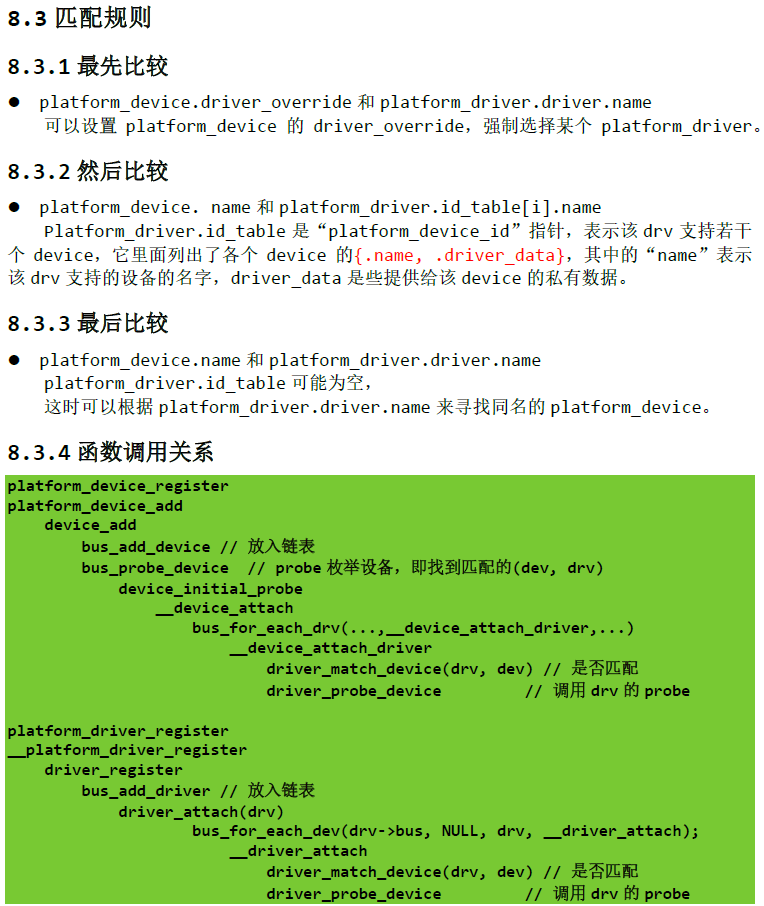 8.3 匹配规则
8.3.1 最先比较
● platform_device.driver_override 和 platform_driver.driver.name
可以设置 platform_device 的 driver_override，强制选择某个 platform_driver。
8.3.2 然后比较
● platform_device. name 和 platform_driver.id_table[i].name
Platform_driver.id_table 是“platform_device_id”指针，表示该 drv 支持若干
个 device，它里面列出了各个 device 的{.name, .driver_data}，其中的“name”表示
该 drv 支持的设备的名字，driver_data 是些提供给该 device 的私有数据。
8.3.3 最后比较
● platform_device.name 和 platform_driver.driver.name
platform_driver.id_table 可能为空，
这时可以根据 platform_driver.driver.name 来寻找同名的 platform_device。
8.3.4 函数调用关系
platform_device_register
platform_device_add
device_add
bus_add_device // 放入链表
bus_probe_device // probe 枚举设备，即找到匹配的(dev, drv)
device_initial_probe
__device_attach
bus_for_each_drv(...,__device_attach_driver,...)
__device_attach_driver
driver_match_device(drv, dev) // 是否匹配
driver_probe_device // 调用 drv 的 probe
platform_driver_register
__platform_driver_register
driver_register
bus_add_driver // 放入链表
driver_attach(drv)
bus_for_each_dev(drv->bus, NULL, drv, __driver_attach);
__driver_attach
driver_match_device(drv, dev) // 是否匹配
driver_probe_device // 调用 drv 的 probe